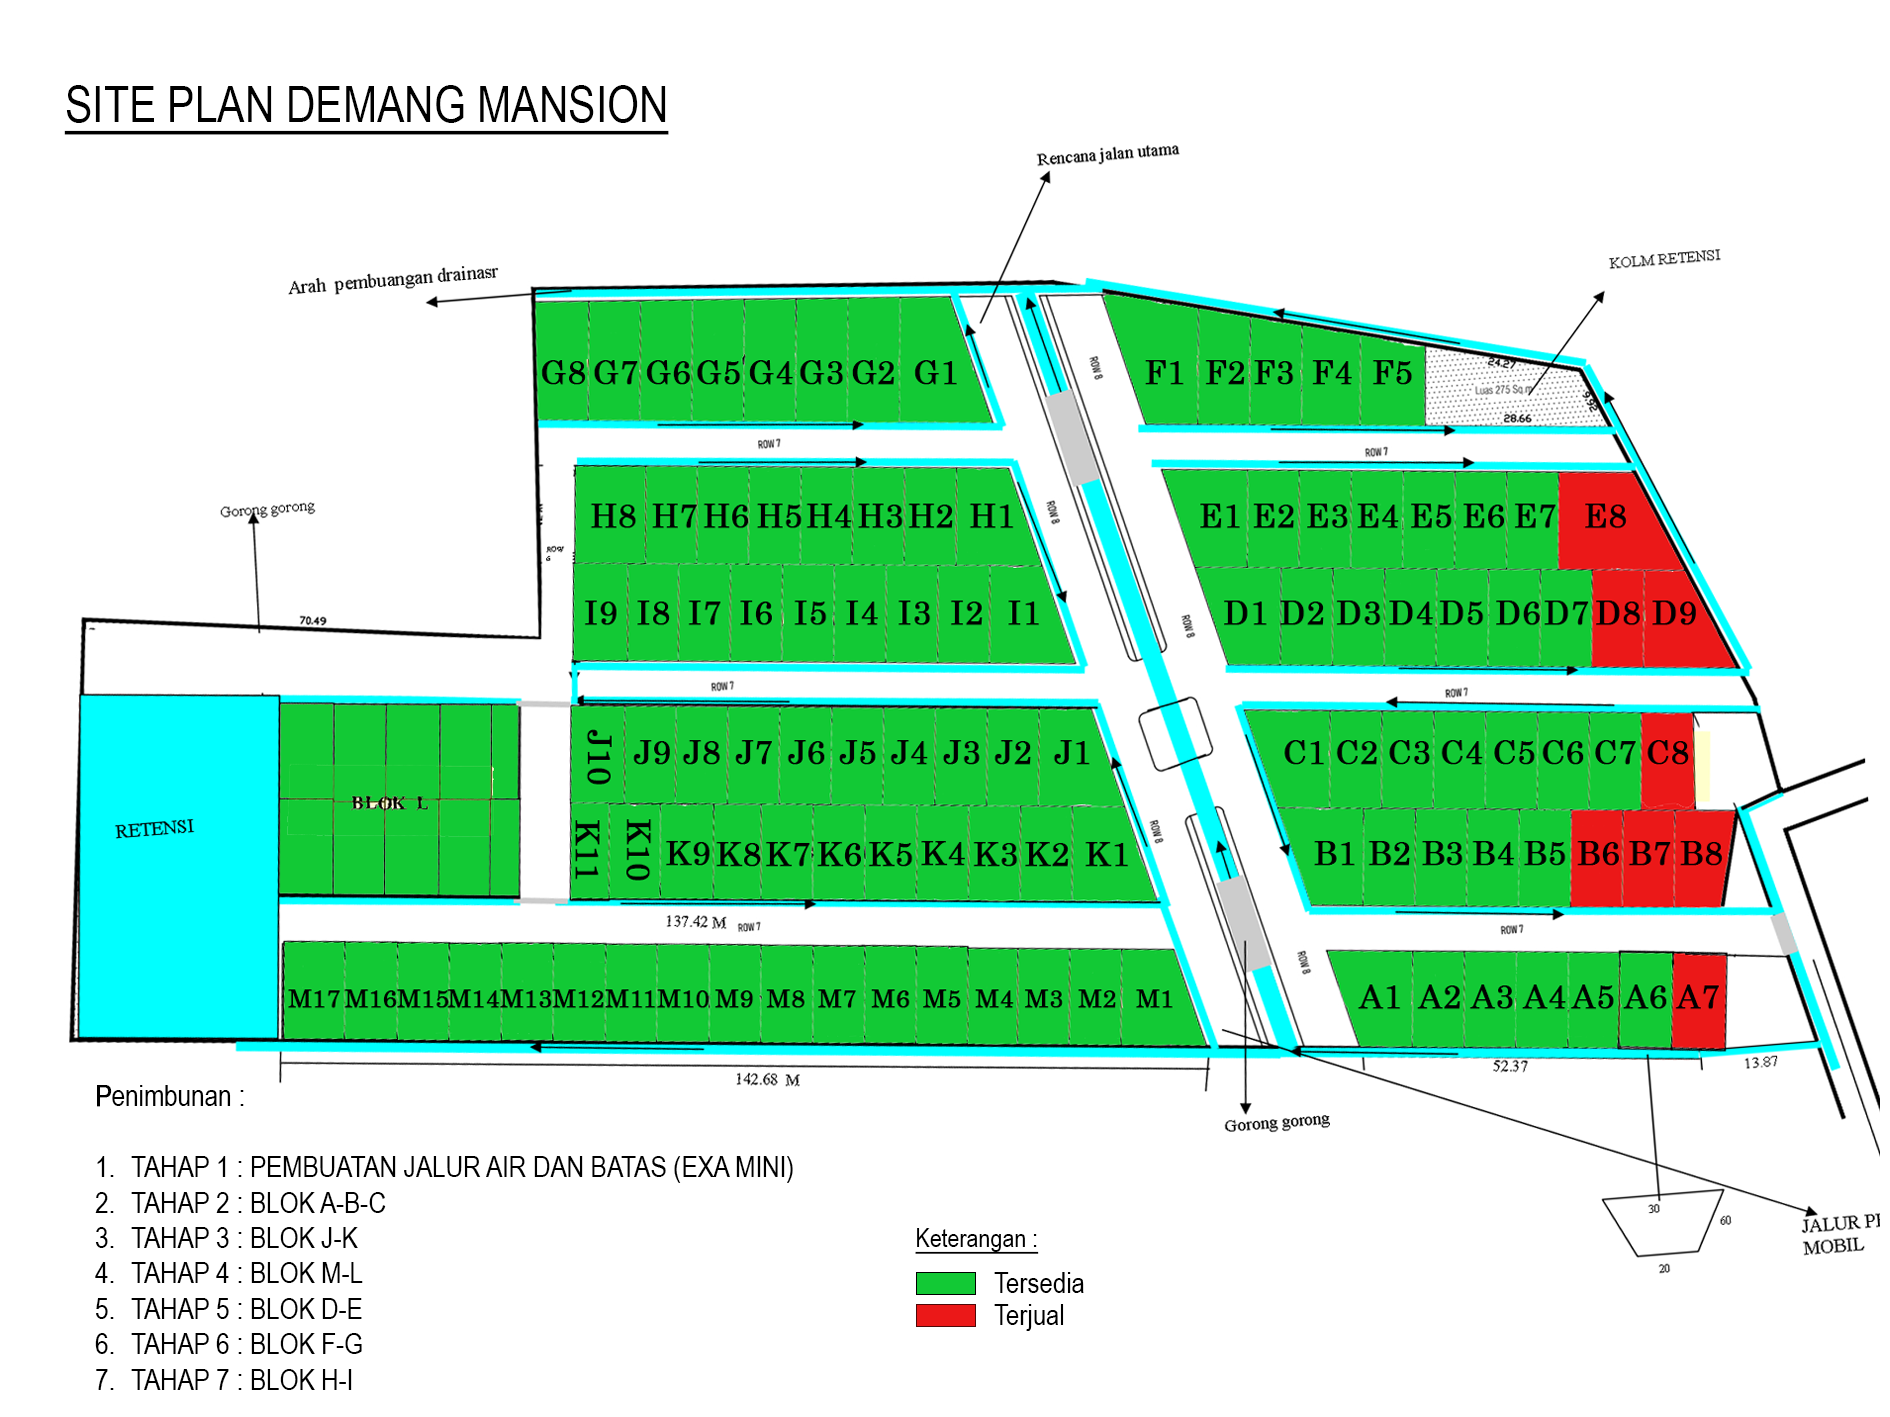 SITE PLAN DEMANG MANSION
Rencana jalan utama
KOLM RETENSI
Arah pembuangan drainasr
G8 G7 G6 G5 G4 G3 G2 G1
ROW 8
F1 F2 F3 F4 F5
24.27
Luas 275 Sq.m
9.92
28.66
ROW 7
ROW 7
Gorong gorong
H8 H7 H6 H5 H4 H3 H2 H1
ROW 8
E1 E2 E3 E4 E5 E6 E7 E8
ROW
6
I9 I8 I7 I6 I5 I4 I3 I2 I1
ROW 8
D1 D2 D3 D4 D5 D6 D7 D8 D9
70.49
ROW 7
ROW 7
J10 J9 J8 J7 J6 J5 J4 J3 J2 J1
C1 C2 C3 C4 C5 C6 C7 C8
BLOK L
RETENSI
K11 K10 K9 K8 K7 K6 K5 K4 K3 K2 K1
ROW 8
B1 B2 B3 B4 B5 B6 B7 B8
137.42 M
ROW 7
ROW 7
ROW 8
M17 M16 M15 M14 M13 M12 M11 M10 M9 M8 M7 M6 M5 M4 M3 M2 M1
A1 A2 A3 A4 A5 A6 A7
142.68 M
52.37
13.87
Gorong gorong
Penimbunan :
1. TAHAP 1 : PEMBUATAN JALUR AIR DAN BATAS (EXA MINI)
2. TAHAP 2 : BLOK A-B-C
3. TAHAP 3 : BLOK J-K
4. TAHAP 4 : BLOK M-L
5. TAHAP 5 : BLOK D-E
6. TAHAP 6 : BLOK F-G
7. TAHAP 7 : BLOK H-I
Keterangan :
Tersedia
Terjual
30
60
20
JALUR
MOBIL